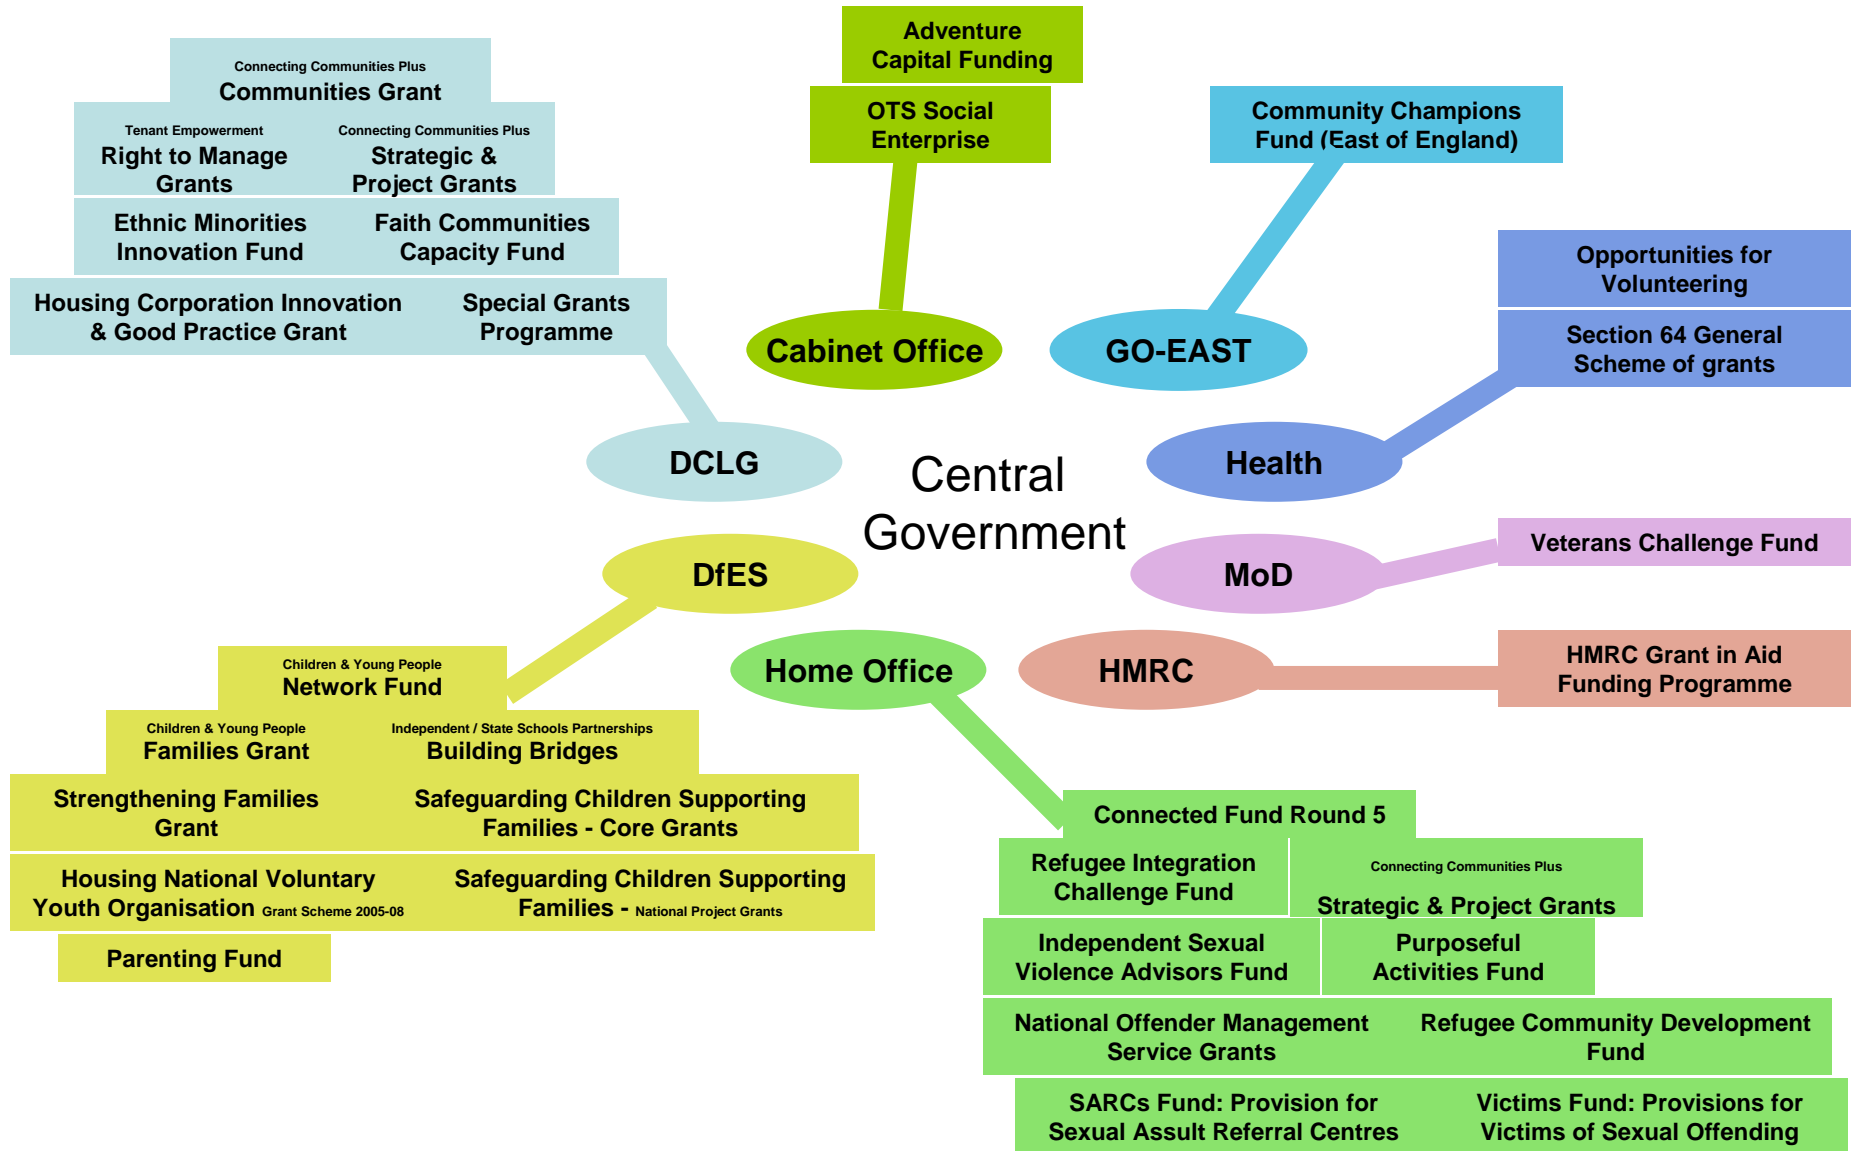 Connecting Communities Plus
Communities Grant
Tenant Empowerment
Right to Manage
Grants
Connecting Communities Plus
Strategic &
Project Grants
Ethnic Minorities
Innovation Fund
Faith Communities
Capacity Fund
Housing Corporation Innovation
& Good Practice Grant
Special Grants
Programme
DCLG
Adventure
Capital Funding
OTS Social
Enterprise
Cabinet Office
Community Champions
Fund (East of England)
GO-EAST
Opportunities for
Volunteering
Section 64 General
Scheme of grants
Health
Central
Government
Veterans Challenge Fund
MoD
HMRC Grant in Aid
Funding Programme
HMRC
DfES
Children & Young People
Network Fund
Children & Young People
Families Grant
Independent / State Schools Partnerships
Building Bridges
Strengthening Families
Grant
Safeguarding Children Supporting
Families - Core Grants
Housing National Voluntary
Youth Organisation Grant Scheme 2005-08
Safeguarding Children Supporting
Families - National Project Grants
Parenting Fund
Home Office
Connected Fund Round 5
Refugee Integration
Challenge Fund
Connecting Communities Plus
Strategic & Project Grants
Independent Sexual
Violence Advisors Fund
Purposeful
Activities Fund
National Offender Management
Service Grants
Refugee Community Development
Fund
SARCs Fund: Provision for
Sexual Assult Referral Centres
Victims Fund: Provisions for
Victims of Sexual Offending